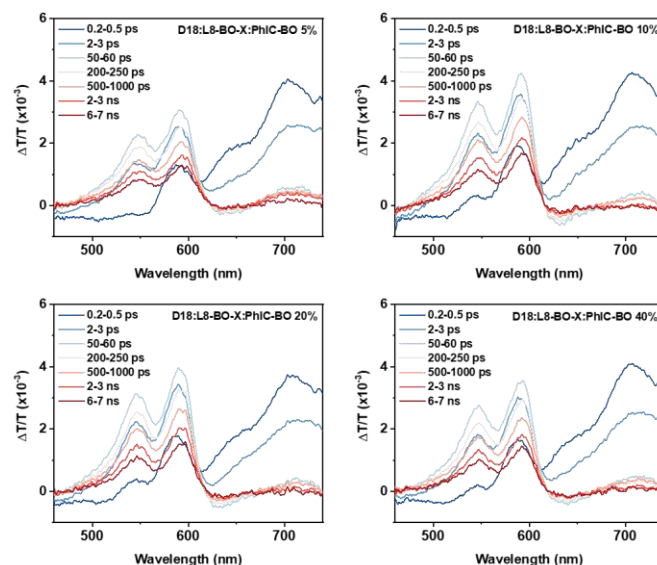 D18:L8-BO-X:PhIC-BO 5%
0.2-0.5 ps
2-3 ps
50-60 ps
200-250 ps
500-1000 ps
2-3 ns
6-7 ns
ΔT/T (x10⁻³)
6
4
2
0
500
600
700
Wavelength (nm)
D18:L8-BO-X:PhIC-BO 10%
0.2-0.5 ps
2-3 ps
50-60 ps
200-250 ps
500-1000 ps
2-3 ns
6-7 ns
ΔT/T (x10⁻³)
6
4
2
0
500
600
700
Wavelength (nm)
D18:L8-BO-X:PhIC-BO 20%
0.2-0.5 ps
2-3 ps
50-60 ps
200-250 ps
500-1000 ps
2-3 ns
6-7 ns
ΔT/T (x10⁻³)
6
4
2
0
500
600
700
Wavelength (nm)
D18:L8-BO-X:PhIC-BO 40%
0.2-0.5 ps
2-3 ps
50-60 ps
200-250 ps
500-1000 ps
2-3 ns
6-7 ns
ΔT/T (x10⁻³)
6
4
2
0
500
600
700
Wavelength (nm)